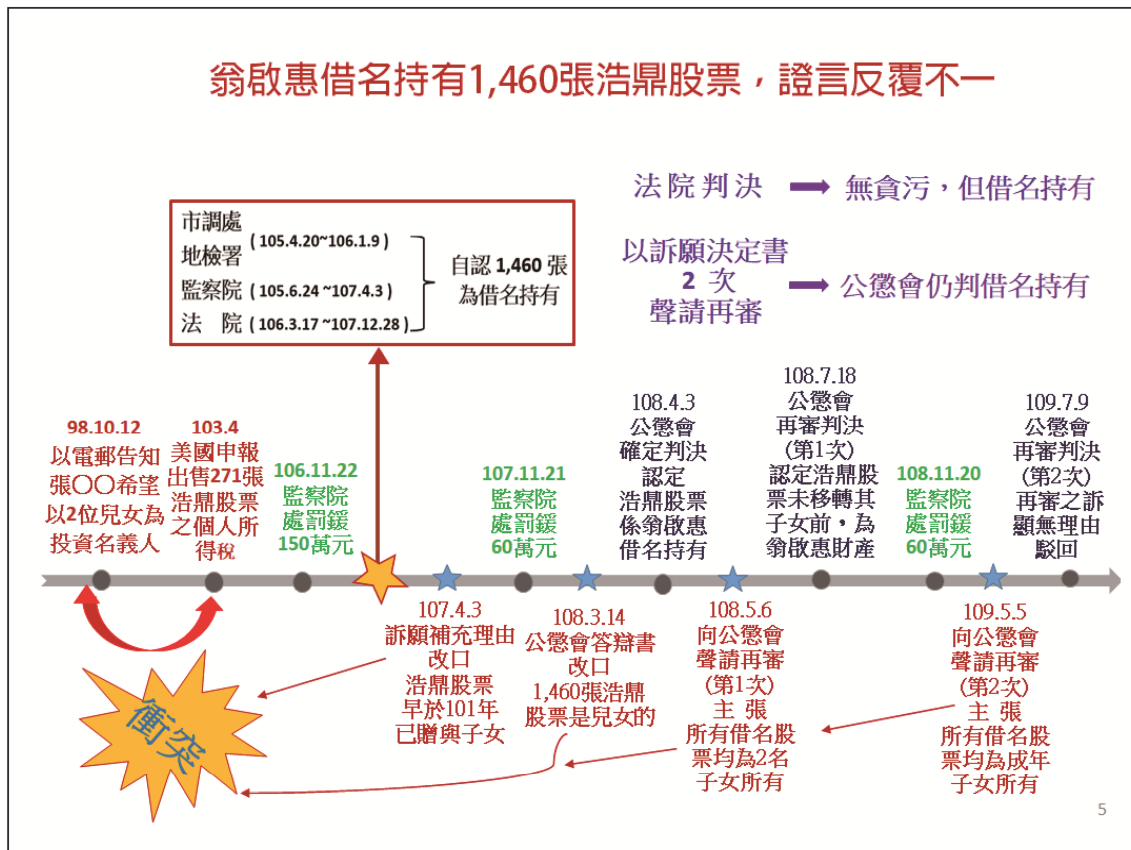 翁啟惠借名持有1,460張浩鼎股票，證言反覆不一
法院判決
無貪污，但借名持有
以訴願決定書
2 次
聲請再審
公懲會仍判借名持有
市調處
地檢署
( 105.4.20~106.1.9 )
監察院 ( 105.6.24 ~107.4.3 )
法　院 ( 106.3.17 ~107.12.28 )
自認 1,460 張
為借名持有
98.10.12
以電郵告知
張〇〇希望
以2位兒女為
投資名義人
103.4
美國申報
出售271張
浩鼎股票
之個人所
得稅
106.11.22
監察院
處罰鍰
150萬元
107.11.21
監察院
處罰鍰
60萬元
108.4.3
公懲會
確定判決
認定
浩鼎股票
係翁啟惠
借名持有
108.7.18
公懲會
再審判決
(第1次)
認定浩鼎股
票未移轉其
子女前，為
翁啟惠財產
108.11.20
監察院
處罰鍰
60萬元
109.7.9
公懲會
再審判決
(第2次)
再審之訴
顯無理由
駁回
衝突
107.4.3
訴願補充理由
改口
浩鼎股票
早於101年
已贈與子女
108.3.14
公懲會答辯書
改口
1,460張浩鼎
股票是兒女的
108.5.6
向公懲會
聲請再審
(第1次)
主 張
所有借名股
票均為2名
子女所有
109.5.5
向公懲會
聲請再審
(第2次)
主 張
所有借名股
票均為成年
子女所有
5